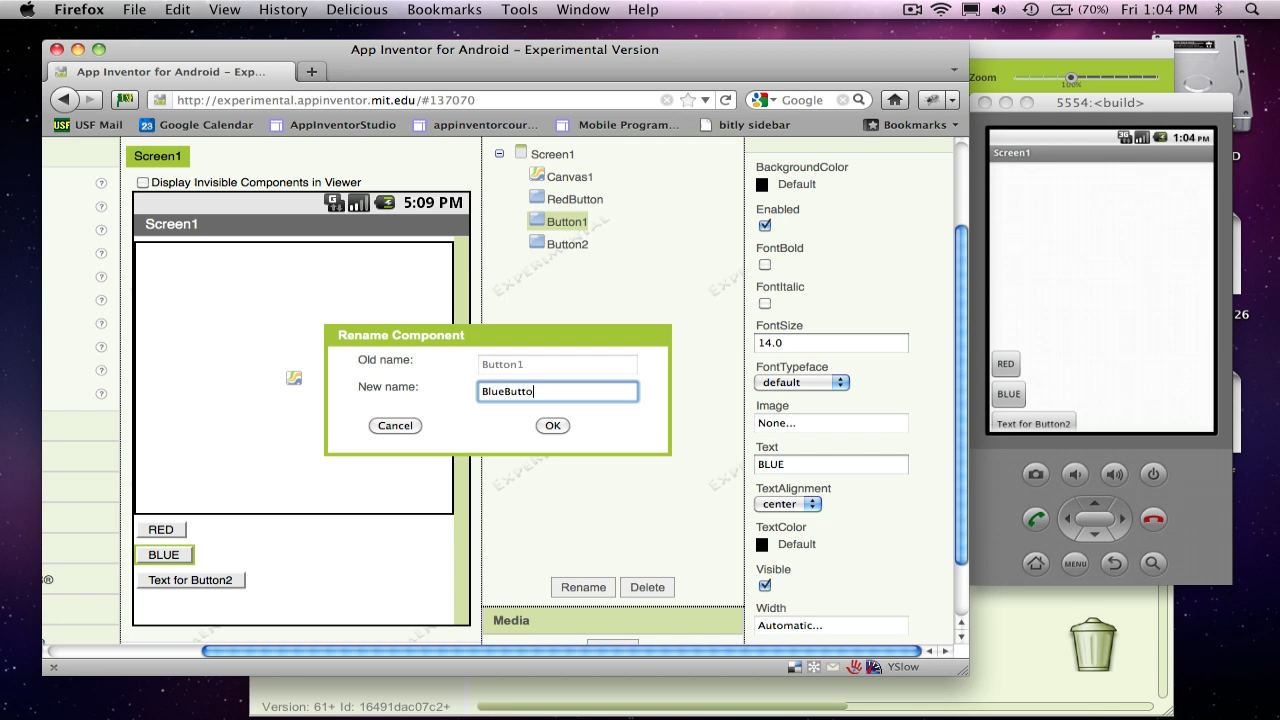 Firefox File Edit View History Delicious Bookmarks Tools Window Help (70%) Fri 1:04 PM
App Inventor for Android – Experimental Version
App Inventor for Android – Exp...
http://experimental.appinventor.mit.edu/#137070
Google
USF Mail
23 Google Calendar
AppInventorStudio
appinventorcour...
Mobile Program...
bitly sidebar
Bookmarks
Screen1
Display Invisible Components in Viewer
5:09 PM
Screen1
RED
BLUE
Text for Button2
Screen1
Canvas1
RedButton
Button1
Button2
EXPERIMENTAL
Rename Component
Old name:
Button1
New name:
BlueButto
Cancel
OK
Rename
Delete
Media
BackgroundColor
Default
Enabled
FontBold
FontItalic
FontSize
14.0
FontTypeface
default
Image
None...
Text
BLUE
TextAlignment
center
TextColor
Default
Visible
Width
Automatic...
YSlow
Zoom
100%
5554:<build>
3G
1:04 PM
Screen1
RED
BLUE
Text for Button2
MENU
D
26
Version: 61+ Id: 16491dac07c2+